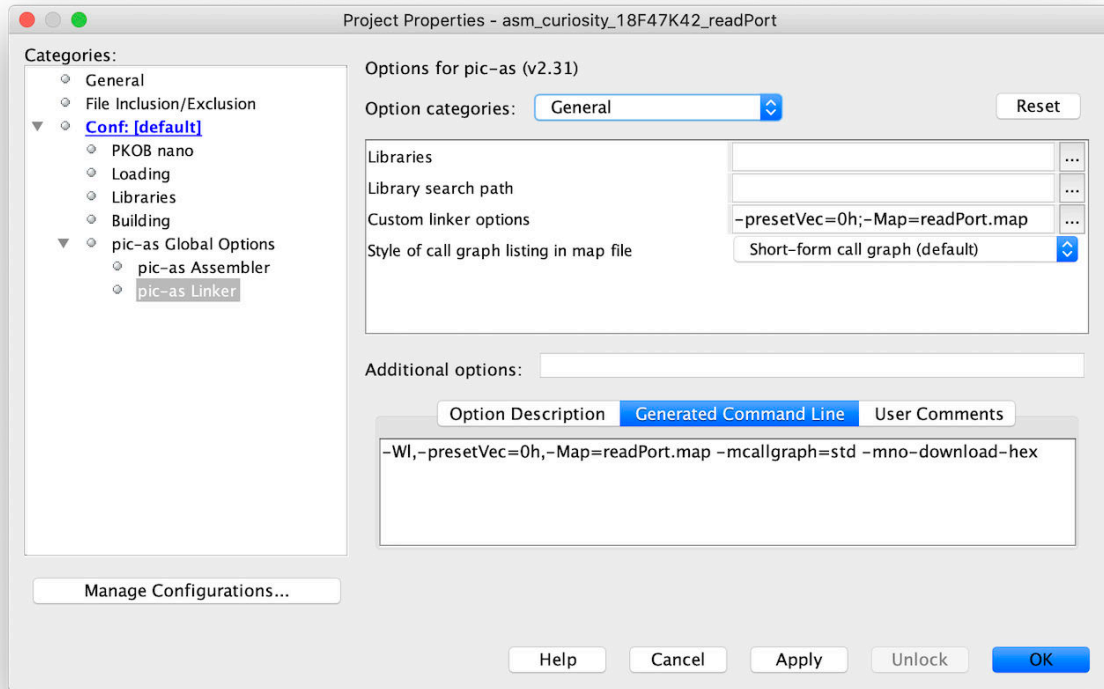 Project Properties - asm_curiosity_18F47K42_readPort
Categories:
General
File Inclusion/Exclusion
Conf: [default]
PKOB nano
Loading
Libraries
Building
pic-as Global Options
pic-as Assembler
pic-as Linker
Manage Configurations...
Options for pic-as (v2.31)
Option categories: General Reset
Libraries ...
Library search path ...
Custom linker options -presetVec=0h;-Map=readPort.map ...
Style of call graph listing in map file Short-form call graph (default)
Additional options:
Option Description Generated Command Line User Comments
-Wl,-presetVec=0h,-Map=readPort.map -mcallgraph=std -mno-download-hex
Help Cancel Apply Unlock OK